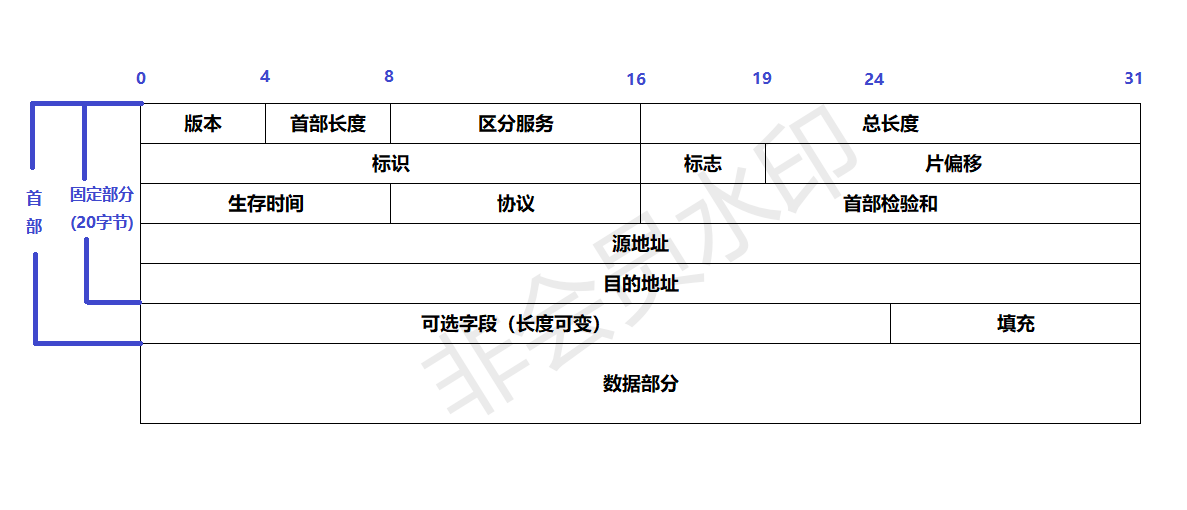 0 4 8 16 19 24 31
版本 首部长度 区分服务 总长度
标识 标志 片偏移
首部
固定部分
(20字节)
生存时间 协议 首部检验和
源地址
目的地址
可选字段（长度可变） 填充
数据部分
非会员水印